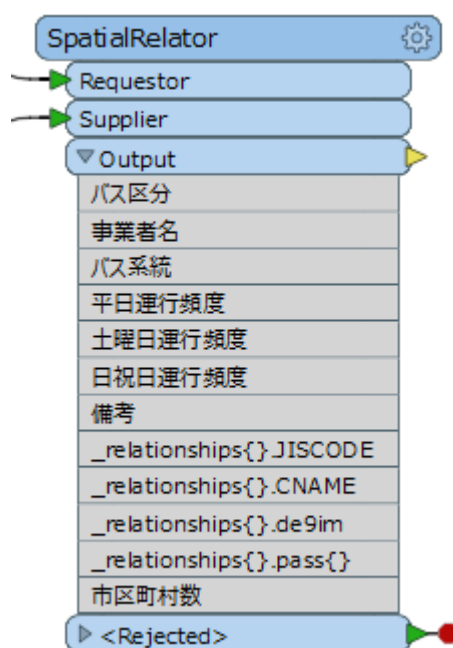 SpatialRelator
Requestor
Supplier
Output
バス区分
事業者名
バス系統
平日運行頻度
土曜日運行頻度
日祝日運行頻度
備考
_relationships{}.JISCODE
_relationships{}.CNAME
_relationships{}.de9im
_relationships{}.pass{}
市区町村数
<Rejected>